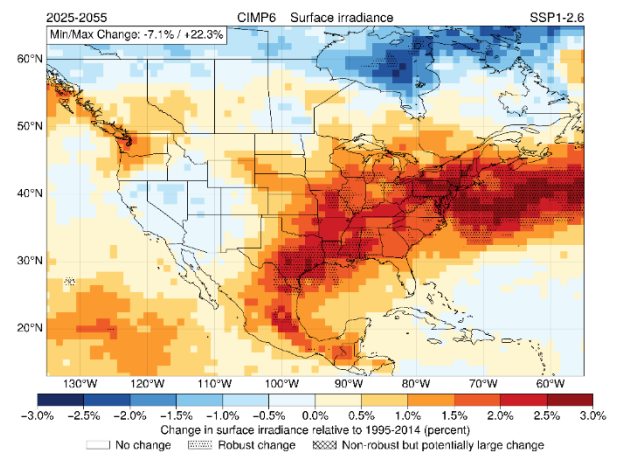 2025-2055 CIMP6 Surface irradiance SSP1-2.6
Min/Max Change: -7.1% / +22.3%
60°N
50°N
40°N
30°N
20°N
130°W 120°W 110°W 100°W 90°W 80°W 70°W 60°W
-3.0% -2.5% -2.0% -1.5% -1.0% -0.5% 0.0% 0.5% 1.0% 1.5% 2.0% 2.5% 3.0%
Change in surface irradiance relative to 1995-2014 (percent)
No change Robust change Non-robust but potentially large change